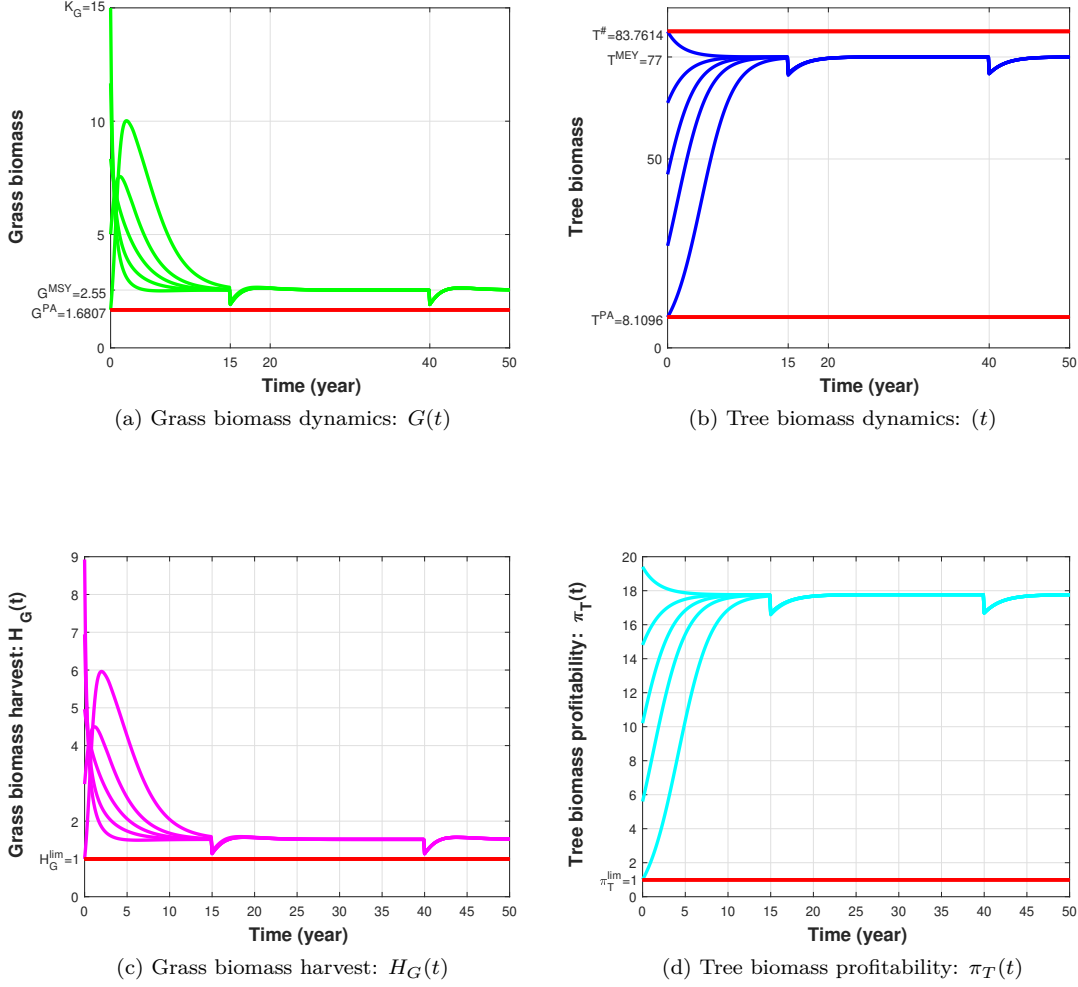 K_G=15
10
5
G^MSY=2.55
G^PA=1.6807
0
0 15 20 40 50
Grass biomass
Time (year)
(a) Grass biomass dynamics: G(t)
T^#=83.7614
T^MEY=77
50
T^PA=8.1096
0
0 15 20 40 50
Tree biomass
Time (year)
(b) Tree biomass dynamics: (t)
9
8
7
6
5
4
3
2
H_G^lim=1
0
0 5 10 15 20 25 30 35 40 45 50
Grass biomass harvest: H_G(t)
Time (year)
(c) Grass biomass harvest: H_G(t)
20
18
16
14
12
10
8
6
4
2
π_T^lim=1
0
0 5 10 15 20 25 30 35 40 45 50
Tree biomass profitability: π_T(t)
Time (year)
(d) Tree biomass profitability: π_T(t)